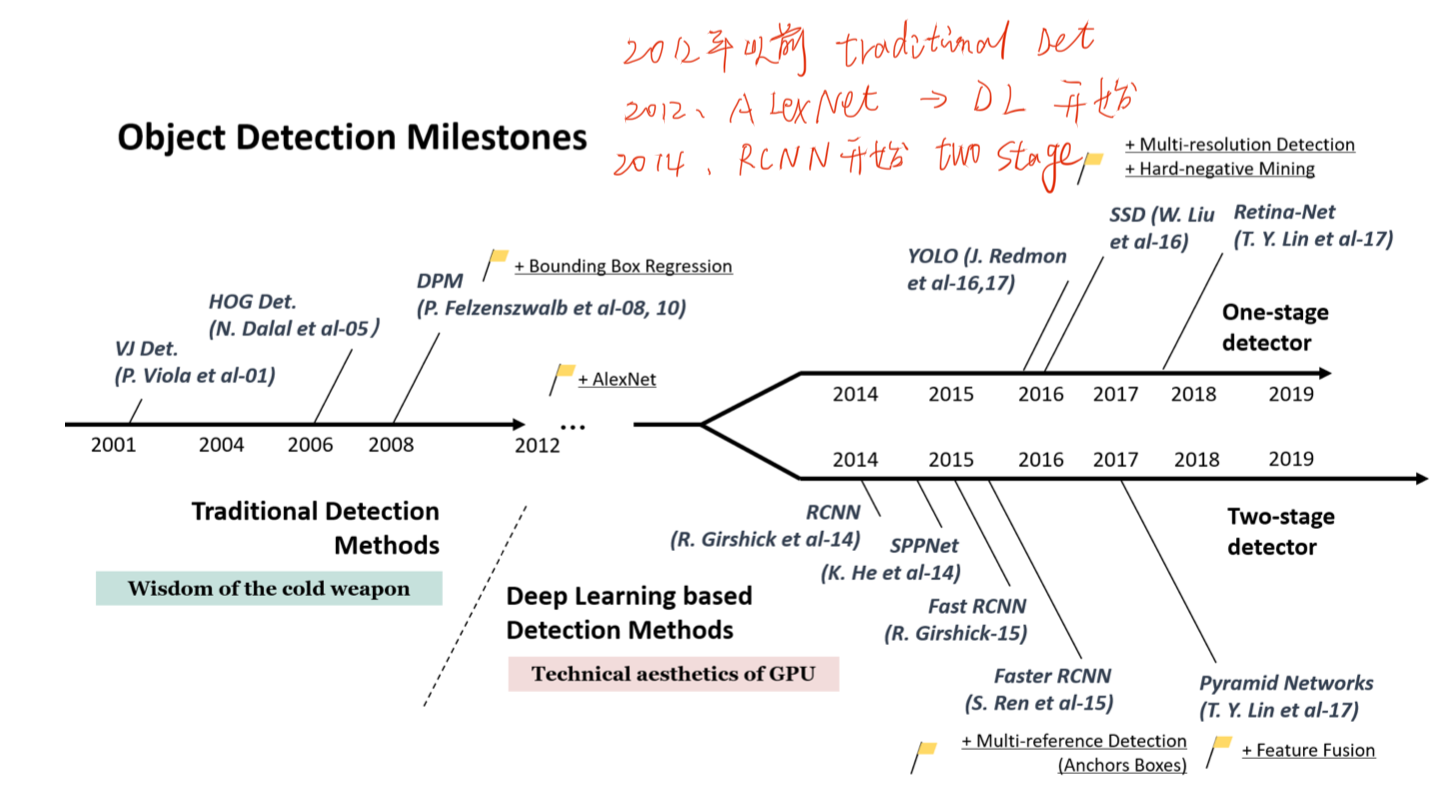 2012年以前 traditional Det
2012、ALexNet → DL 开始
2014、RCNN 开始 two stage
Object Detection Milestones
+ Multi-resolution Detection
+ Hard-negative Mining
SSD (W. Liu
et al-16)
Retina-Net
(T. Y. Lin et al-17)
YOLO (J. Redmon
et al-16,17)
+ Bounding Box Regression
DPM
(P. Felzenszwalb et al-08, 10)
HOG Det.
(N. Dalal et al-05)
VJ Det.
(P. Viola et al-01)
+ AlexNet
One-stage
detector
2014 2015 2016 2017 2018 2019
2001 2004 2006 2008 2012 ...
2014 2015 2016 2017 2018 2019
Traditional Detection
Methods
Wisdom of the cold weapon
Deep Learning based
Detection Methods
Technical aesthetics of GPU
RCNN
(R. Girshick et al-14)
SPPNet
(K. He et al-14)
Fast RCNN
(R. Girshick-15)
Faster RCNN
(S. Ren et al-15)
+ Multi-reference Detection
(Anchors Boxes)
Two-stage
detector
Pyramid Networks
(T. Y. Lin et al-17)
+ Feature Fusion